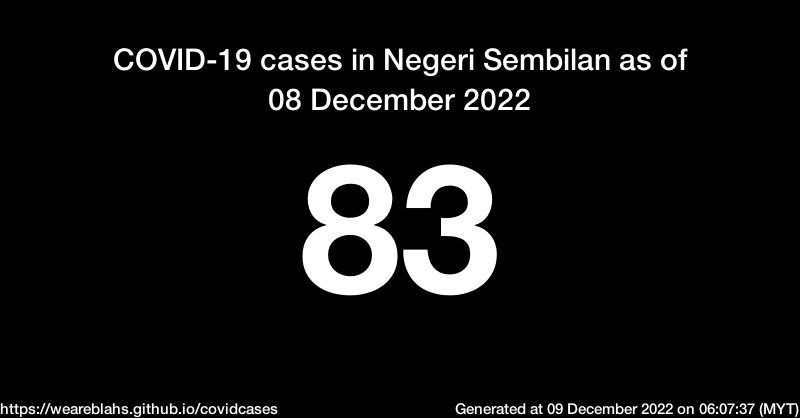 COVID-19 cases in Negeri Sembilan as of
08 December 2022
83
https://weareblahs.github.io/covidcases
Generated at 09 December 2022 on 06:07:37 (MYT)